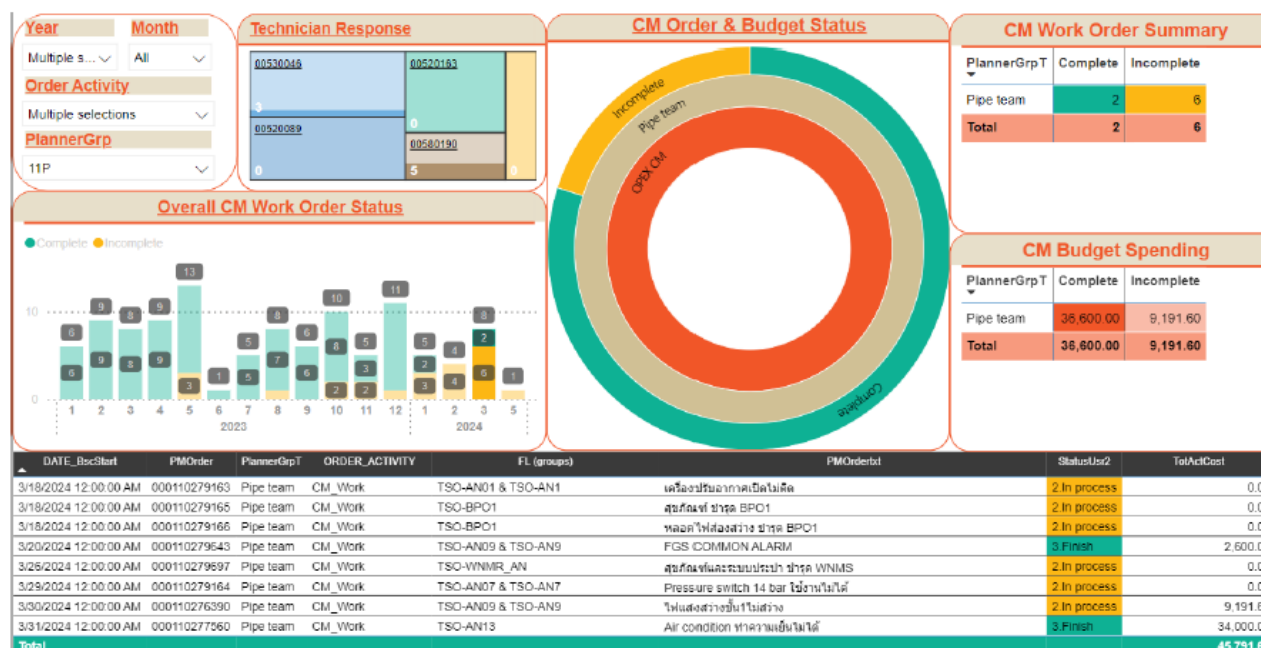 Year
Month
Multiple s...
All
Order Activity
Multiple selections
PlannerGrp
11P
Technician Response
00530046
3
00520089
0
00520163
0
00580190
5
0
CM Order & Budget Status
Incomplete
Pipe team
OPEX CM
Complete
CM Work Order Summary
PlannerGrpT Complete Incomplete
Pipe team 2 6
Total 2 6
CM Budget Spending
PlannerGrpT Complete Incomplete
Pipe team 36,600.00 9,191.60
Total 36,600.00 9,191.60
Overall CM Work Order Status
Complete Incomplete
13
11
10
9 9
8 8 8
6 6
5 5 5
4
1 1
10
6 9 8 9 3 5 7 6 8 2 3 2 2 3 4 2 6
0
1 2 3 4 5 6 7 8 9 10 11 12 1 2 3 5
2023 2024
DATE_BscStart PMOrder PlannerGrpT ORDER_ACTIVITY FL (groups) PMOrdertxt StatusUsr2 TotActCost
3/18/2024 12:00:00 AM 000110279163 Pipe team CM_Work TSO-AN01 & TSO-AN1 เครื่องปรับอากาศเปิดไม่ติด 2.In process 0.0
3/18/2024 12:00:00 AM 000110279165 Pipe team CM_Work TSO-BPO1 สุขภัณฑ์ ชำรุด BPO1 2.In process 0.0
3/18/2024 12:00:00 AM 000110279166 Pipe team CM_Work TSO-BPO1 หลอดไฟส่องสว่าง ชำรุด BPO1 2.In process 0.0
3/20/2024 12:00:00 AM 000110279643 Pipe team CM_Work TSO-AN09 & TSO-AN9 FGS COMMON ALARM 3.Finish 2,600.0
3/26/2024 12:00:00 AM 000110279697 Pipe team CM_Work TSO-WNMR_AN สุขภัณฑ์และระบบประปา ชำรุด WNMS 2.In process 0.0
3/29/2024 12:00:00 AM 000110279164 Pipe team CM_Work TSO-AN07 & TSO-AN7 Pressure switch 14 bar ใช้งานไม่ได้ 2.In process 0.0
3/30/2024 12:00:00 AM 000110276390 Pipe team CM_Work TSO-AN09 & TSO-AN9 ไฟแสงสว่างชั้น1ไม่สว่าง 2.In process 9,191.6
3/31/2024 12:00:00 AM 000110277560 Pipe team CM_Work TSO-AN13 Air condition ทำความเย็นไม่ได้ 3.Finish 34,000.0
Total 45,791.6